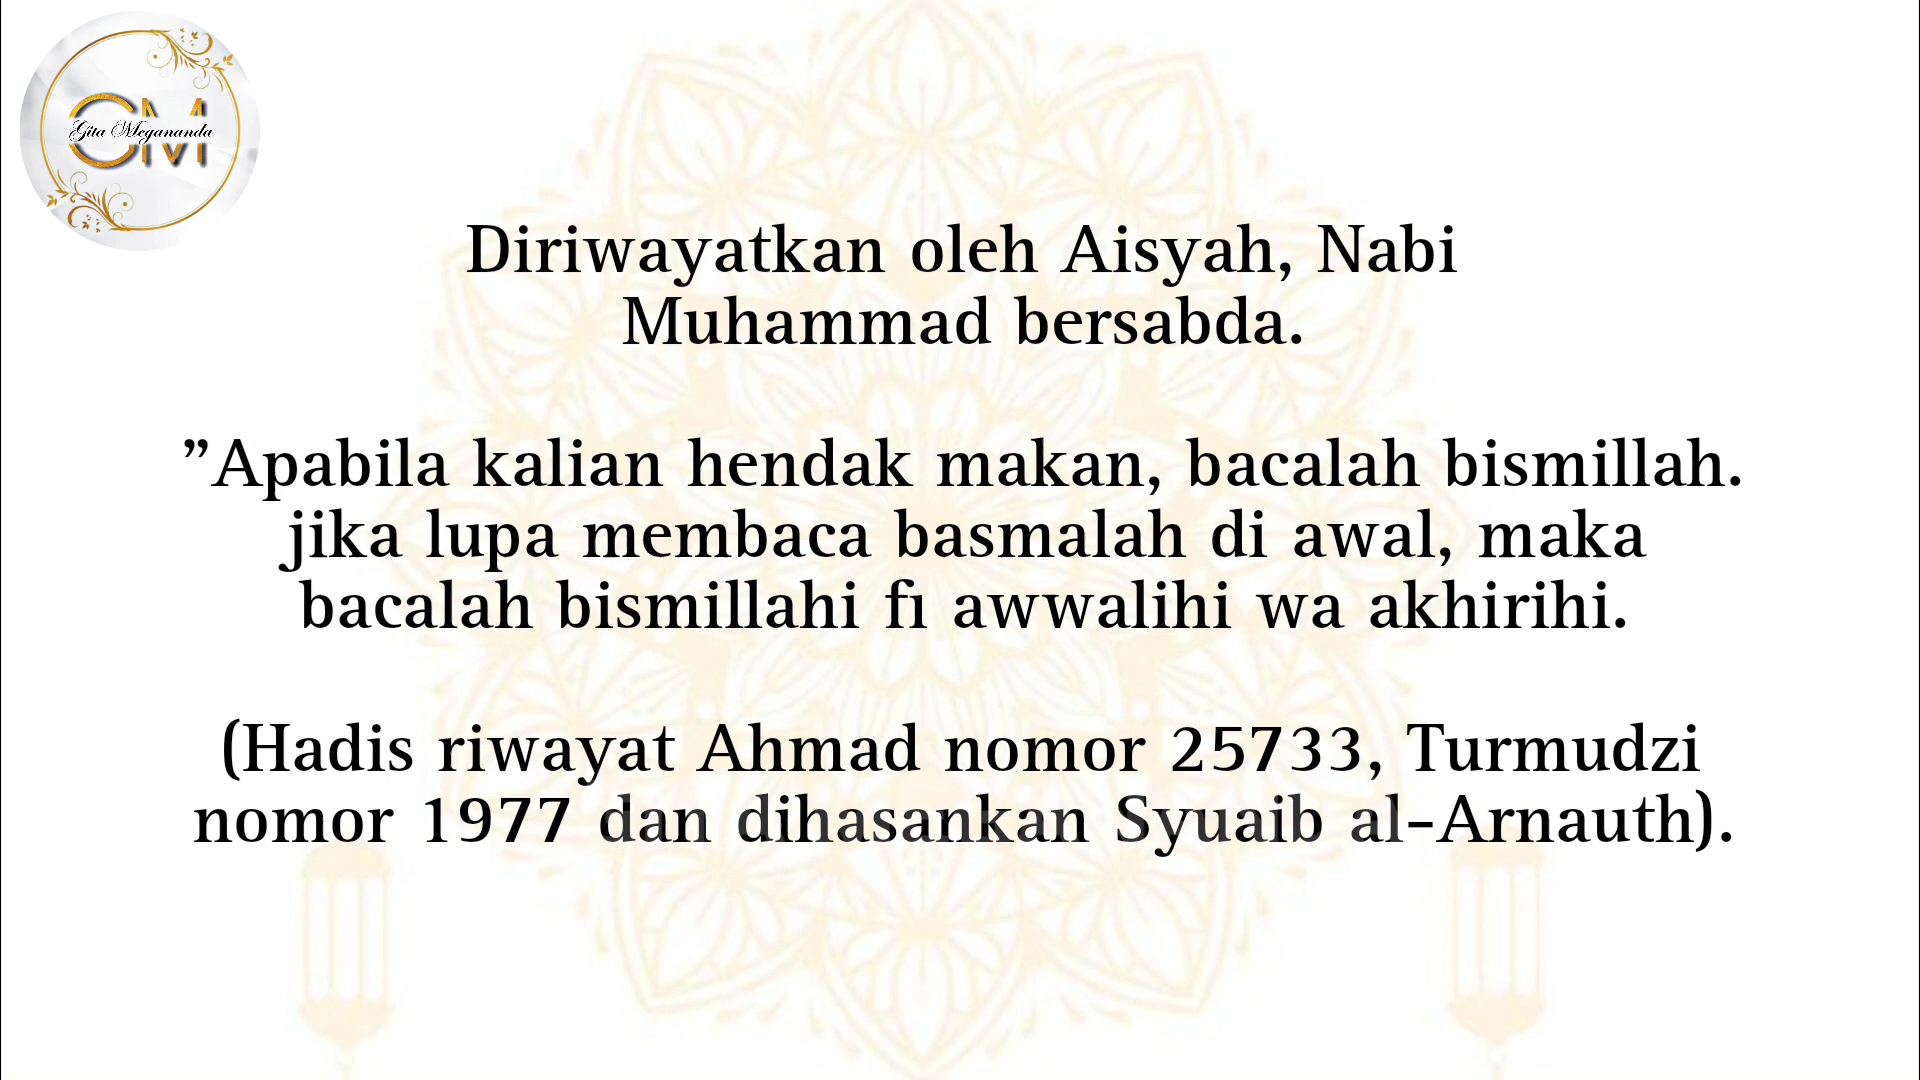 GM
Gita Megananda
Diriwayatkan oleh Aisyah, Nabi
Muhammad bersabda.
”Apabila kalian hendak makan, bacalah bismillah.
jika lupa membaca basmalah di awal, maka
bacalah bismillahi fi awwalihi wa akhirihi.
(Hadis riwayat Ahmad nomor 25733, Turmudzi
nomor 1977 dan dihasankan Syuaib al-Arnauth).